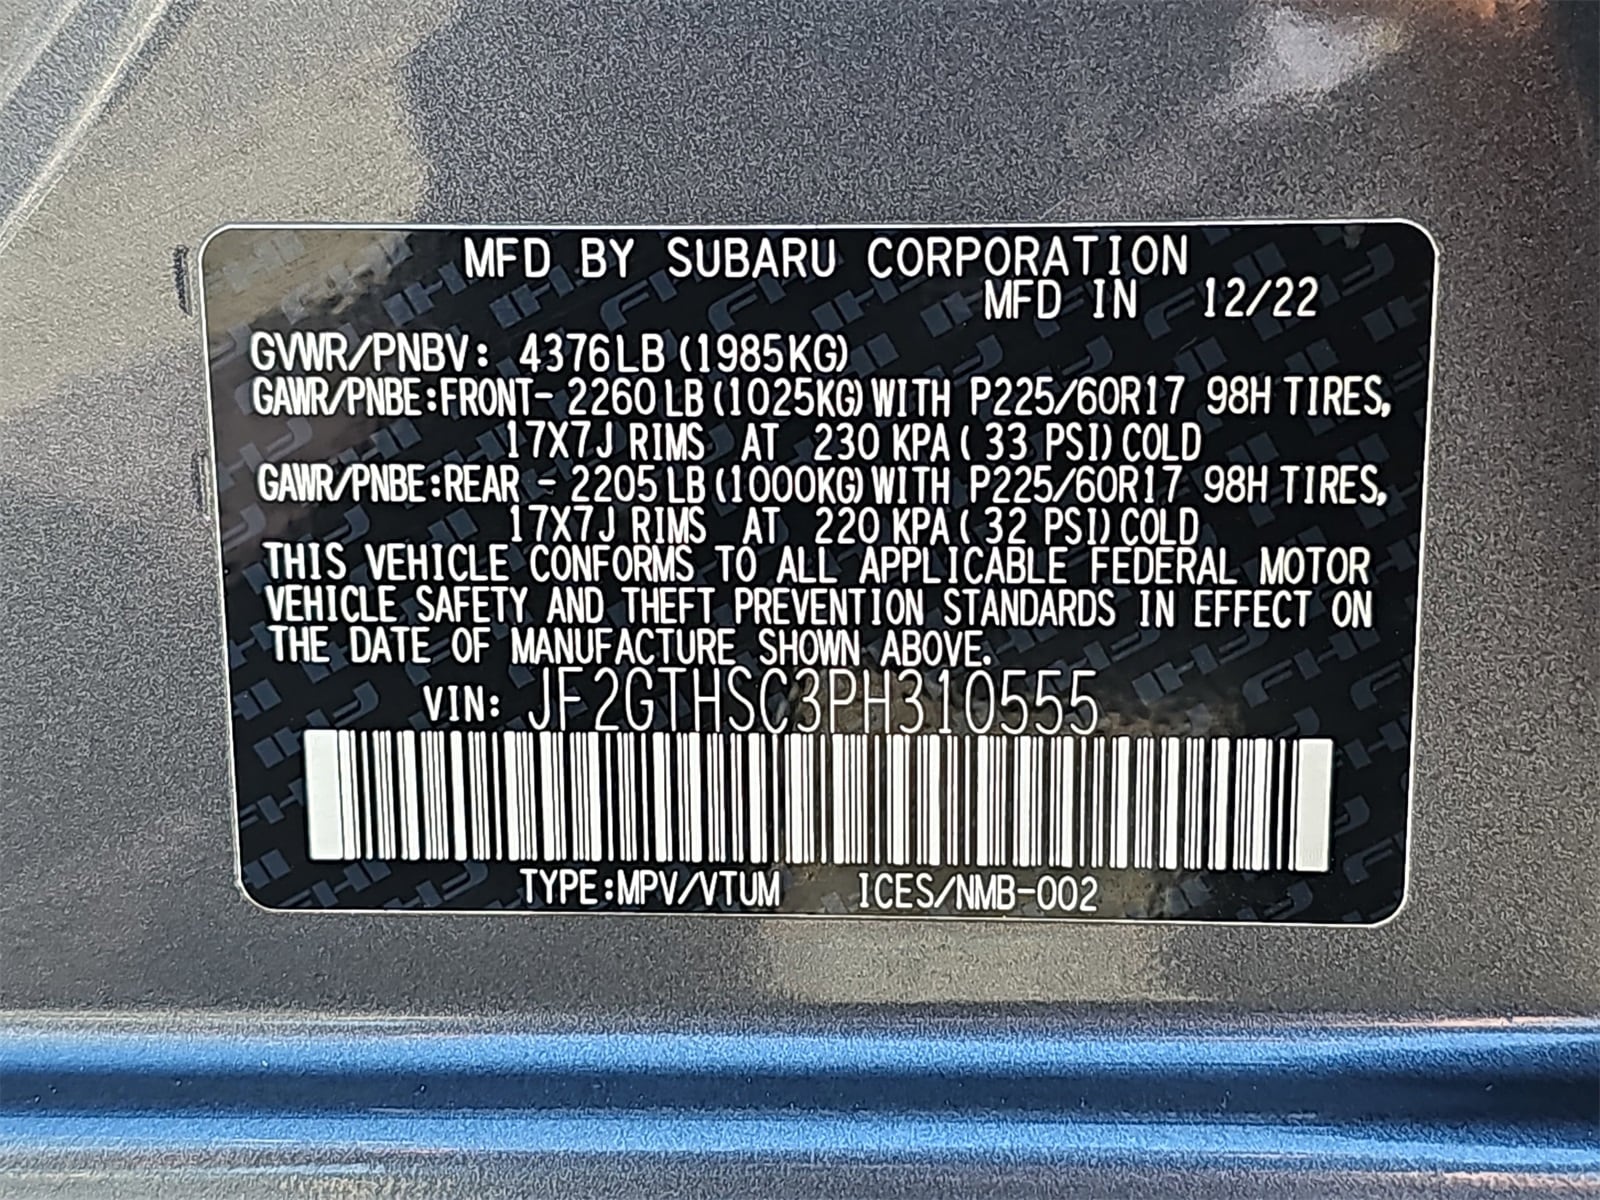 MFD BY SUBARU CORPORATION
MFD IN 12/22
GVWR/PNBV: 4376LB (1985KG)
GAWR/PNBE:FRONT- 2260 LB (1025KG) WITH P225/60R17 98H TIRES,
17X7J RIMS AT 230 KPA ( 33 PSI) COLD
GAWR/PNBE:REAR - 2205 LB (1000KG) WITH P225/60R17 98H TIRES,
17X7J RIMS AT 220 KPA ( 32 PSI) COLD
THIS VEHICLE CONFORMS TO ALL APPLICABLE FEDERAL MOTOR
VEHICLE SAFETY AND THEFT PREVENTION STANDARDS IN EFFECT ON
THE DATE OF MANUFACTURE SHOWN ABOVE.
VIN: JF2GTHSC3PH310555
TYPE:MPV/VTUM ICES/NMB-002